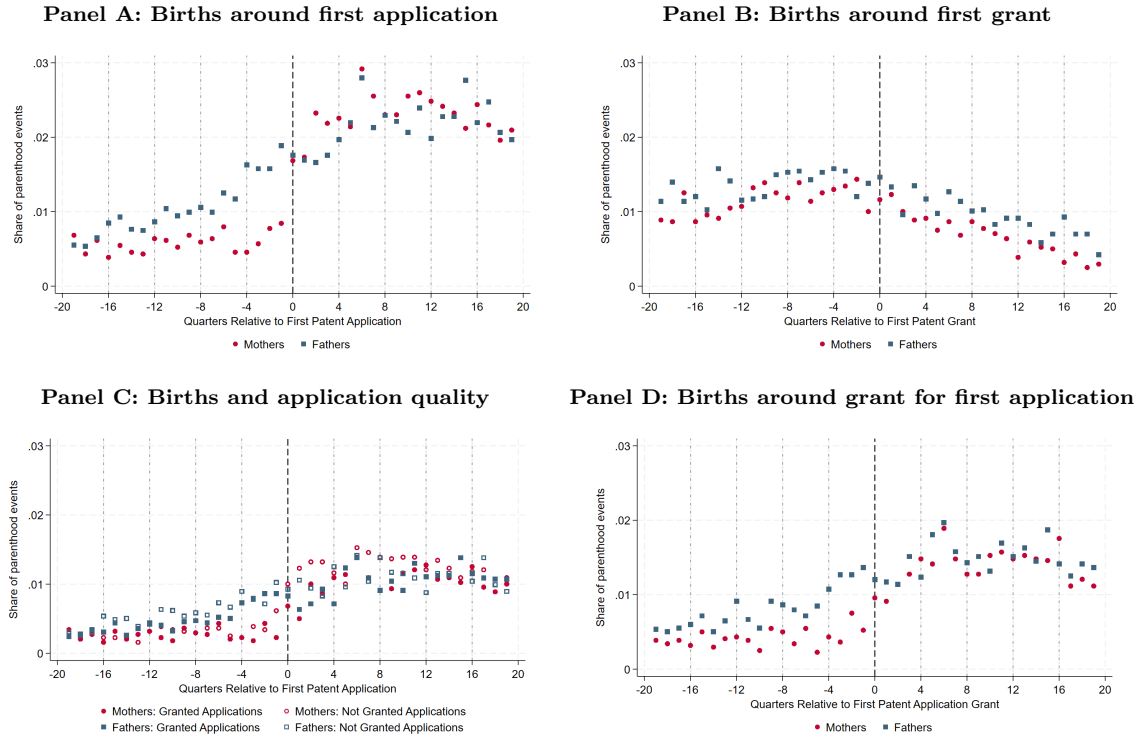 Panel A: Births around first application
Share of parenthood events
.03
.02
.01
0
-20
-16
-12
-8
-4
0
4
8
12
16
20
Quarters Relative to First Patent Application
Mothers
Fathers
Panel B: Births around first grant
Share of parenthood events
.03
.02
.01
0
-20
-16
-12
-8
-4
0
4
8
12
16
20
Quarters Relative to First Patent Grant
Mothers
Fathers
Panel C: Births and application quality
Share of parenthood events
.03
.02
.01
0
-20
-16
-12
-8
-4
0
4
8
12
16
20
Quarters Relative to First Patent Application
Mothers: Granted Applications
Mothers: Not Granted Applications
Fathers: Granted Applications
Fathers: Not Granted Applications
Panel D: Births around grant for first application
Share of parenthood events
.03
.02
.01
0
-20
-16
-12
-8
-4
0
4
8
12
16
20
Quarters Relative to First Patent Application Grant
Mothers
Fathers